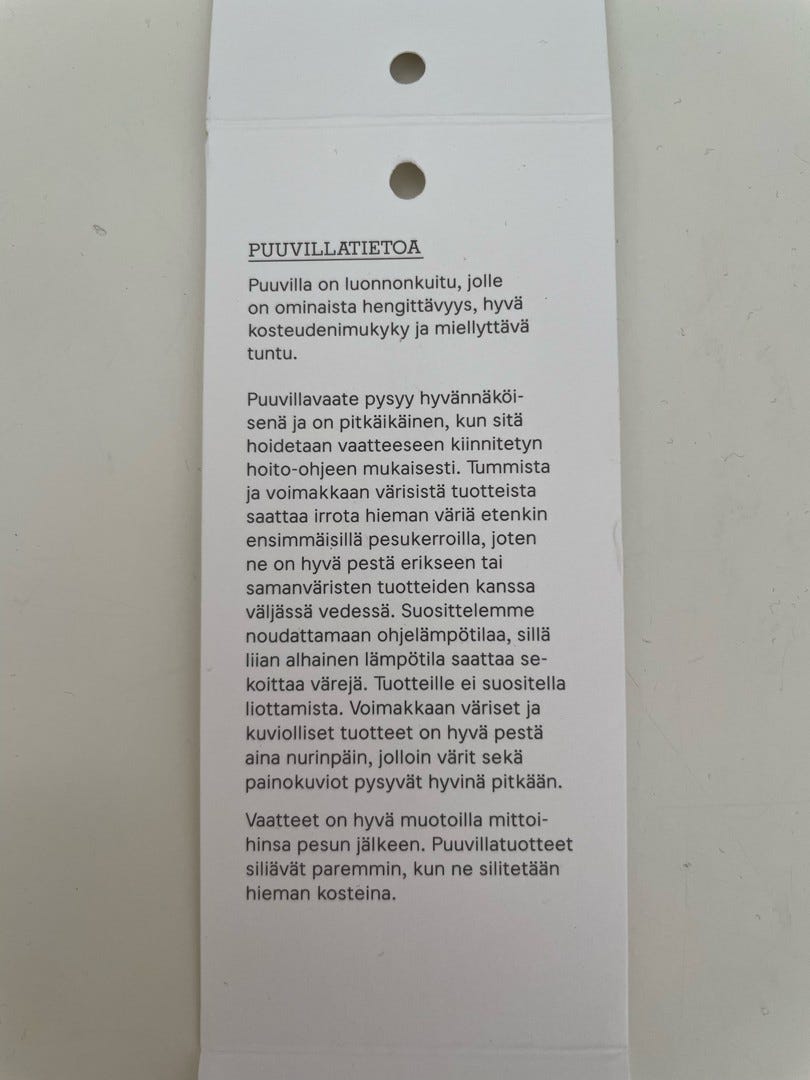 PUUVILLATIETOA
Puuvilla on luonnonkuitu, jolle
on ominaista hengittävyys, hyvä
kosteudenimukyky ja miellyttävä
tuntu.
Puuvillavaate pysyy hyvännäköi-
senä ja on pitkäikäinen, kun sitä
hoidetaan vaatteeseen kiinnitetyn
hoito-ohjeen mukaisesti. Tummista
ja voimakkaan värisistä tuotteista
saattaa irrota hieman väriä etenkin
ensimmäisillä pesukerroilla, joten
ne on hyvä pestä erikseen tai
samanväristen tuotteiden kanssa
väljässä vedessä. Suosittelemme
noudattamaan ohjelämpötilaa, sillä
liian alhainen lämpötila saattaa se-
koittaa värejä. Tuotteille ei suositella
liottamista. Voimakkaan väriset ja
kuviolliset tuotteet on hyvä pestä
aina nurinpäin, jolloin värit sekä
painokuviot pysyvät hyvinä pitkään.
Vaatteet on hyvä muotoilla mittoi-
hinsa pesun jälkeen. Puuvillatuotteet
siliävät paremmin, kun ne silitetään
hieman kosteina.